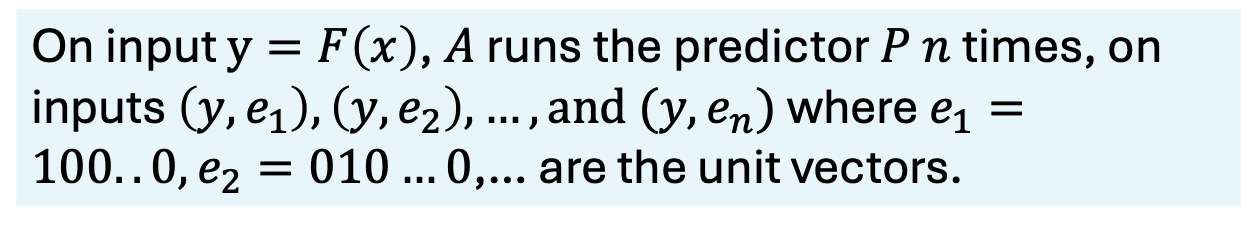 On input y = F(x), A runs the predictor P n times, on
inputs (y, e₁), (y, e₂), ... , and (y, eₙ) where e₁ =
100. . 0, e₂ = 010 ... 0,... are the unit vectors.